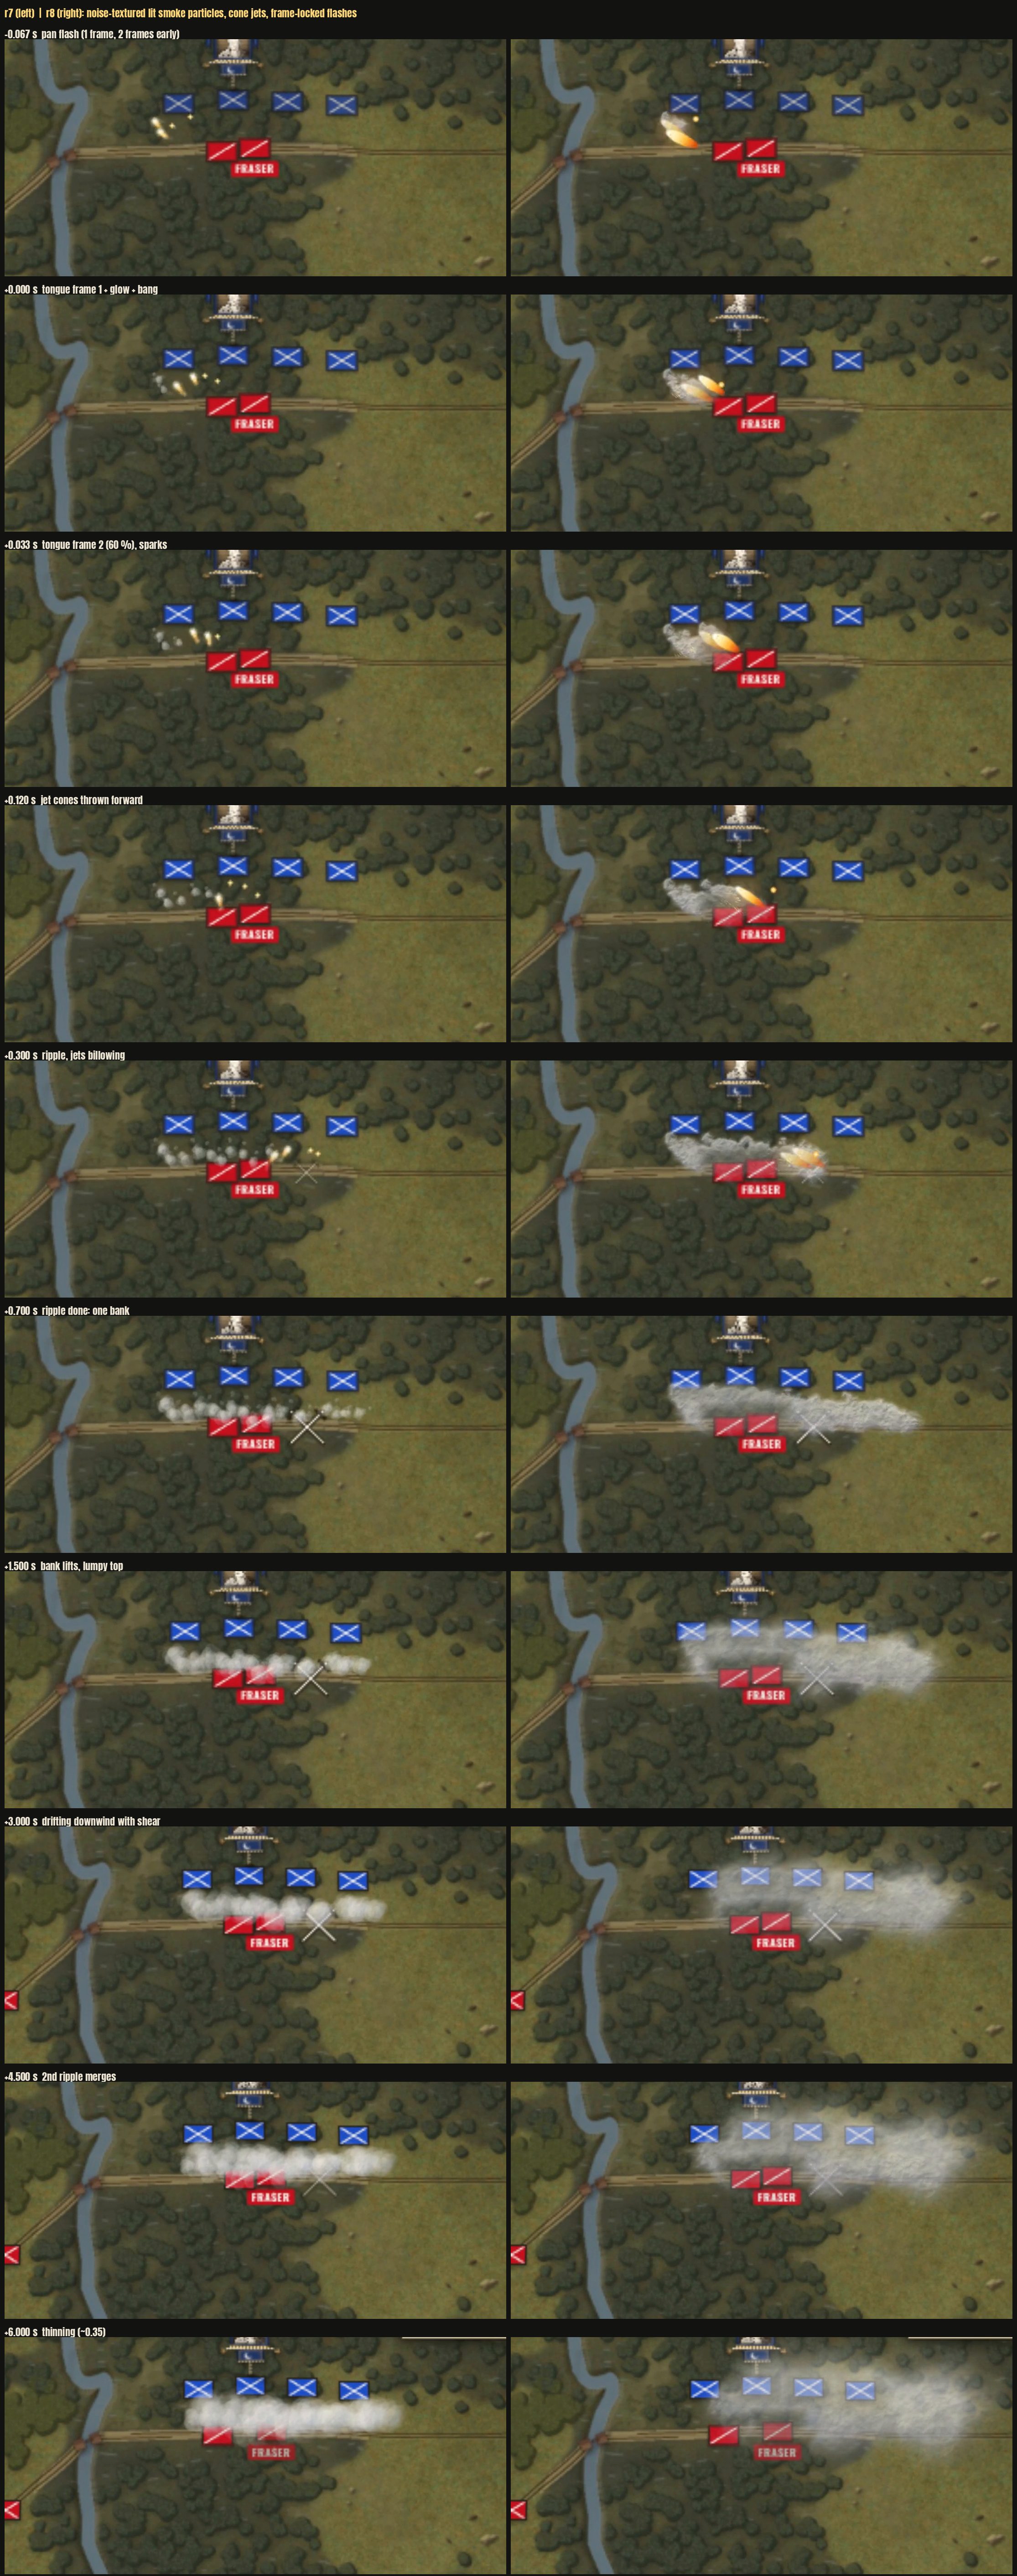 r7 (left) | r8 (right): noise-textured lit smoke particles, cone jets, frame-locked flashes
-0.067 s pan flash (1 frame, 2 frames early)
FRASER
FRASER
+0.000 s tongue frame 1 + glow + bang
FRASER
FRASER
+0.033 s tongue frame 2 (60 %), sparks
FRASER
FRASER
+0.120 s jet cones thrown forward
FRASER
FRASER
+0.300 s ripple, jets billowing
FRASER
FRASER
+0.700 s ripple done: one bank
FRASER
FRASER
+1.500 s bank lifts, lumpy top
FRASER
FRASER
+3.000 s drifting downwind with shear
FRASER
FRASER
+4.500 s 2nd ripple merges
FRASER
FRASER
+6.000 s thinning (~0.35)
FRASER
FRASER